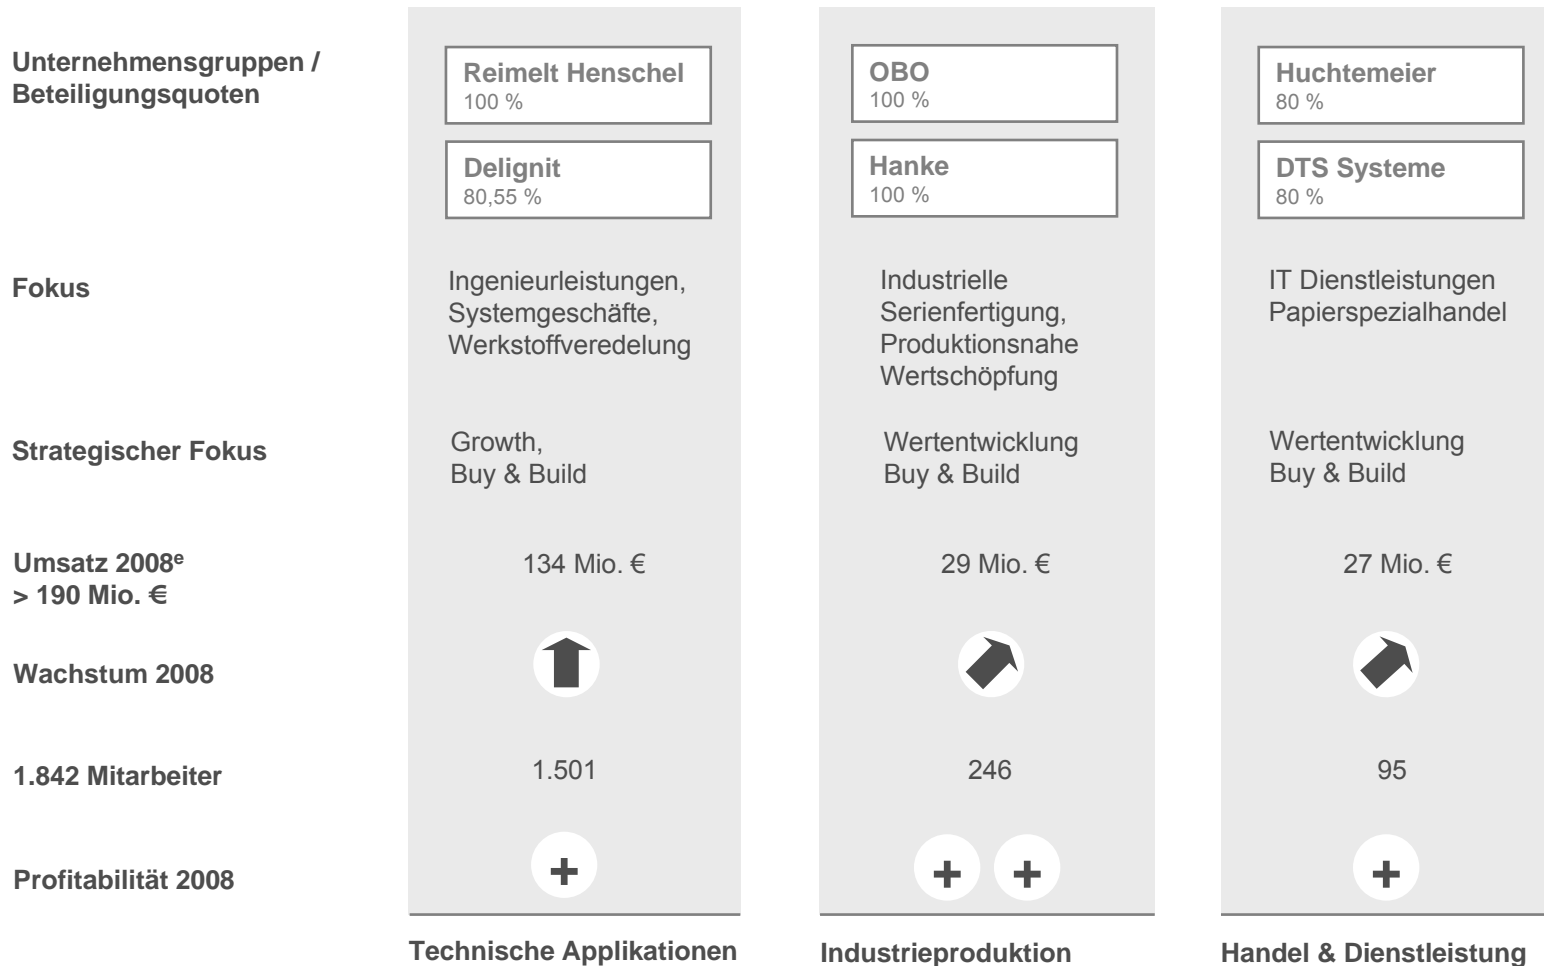 Unternehmensgruppen /
Beteiligungsquoten
Reimelt Henschel
100 %
Delignit
80,55 %
OBO
100 %
Hanke
100 %
Huchtemeier
80 %
DTS Systeme
80 %
Fokus
Ingenieurleistungen,
Systemgeschäfte,
Werkstoffveredelung
Industrielle
Serienfertigung,
Produktionsnahe
Wertschöpfung
IT Dienstleistungen
Papierspezialhandel
Strategischer Fokus
Growth,
Buy & Build
Wertentwicklung
Buy & Build
Wertentwicklung
Buy & Build
Umsatz 2008ᵉ
> 190 Mio. €
134 Mio. €
29 Mio. €
27 Mio. €
Wachstum 2008
1.842 Mitarbeiter
1.501
246
95
Profitabilität 2008
+
+ +
+
Technische Applikationen
Industrieproduktion
Handel & Dienstleistung